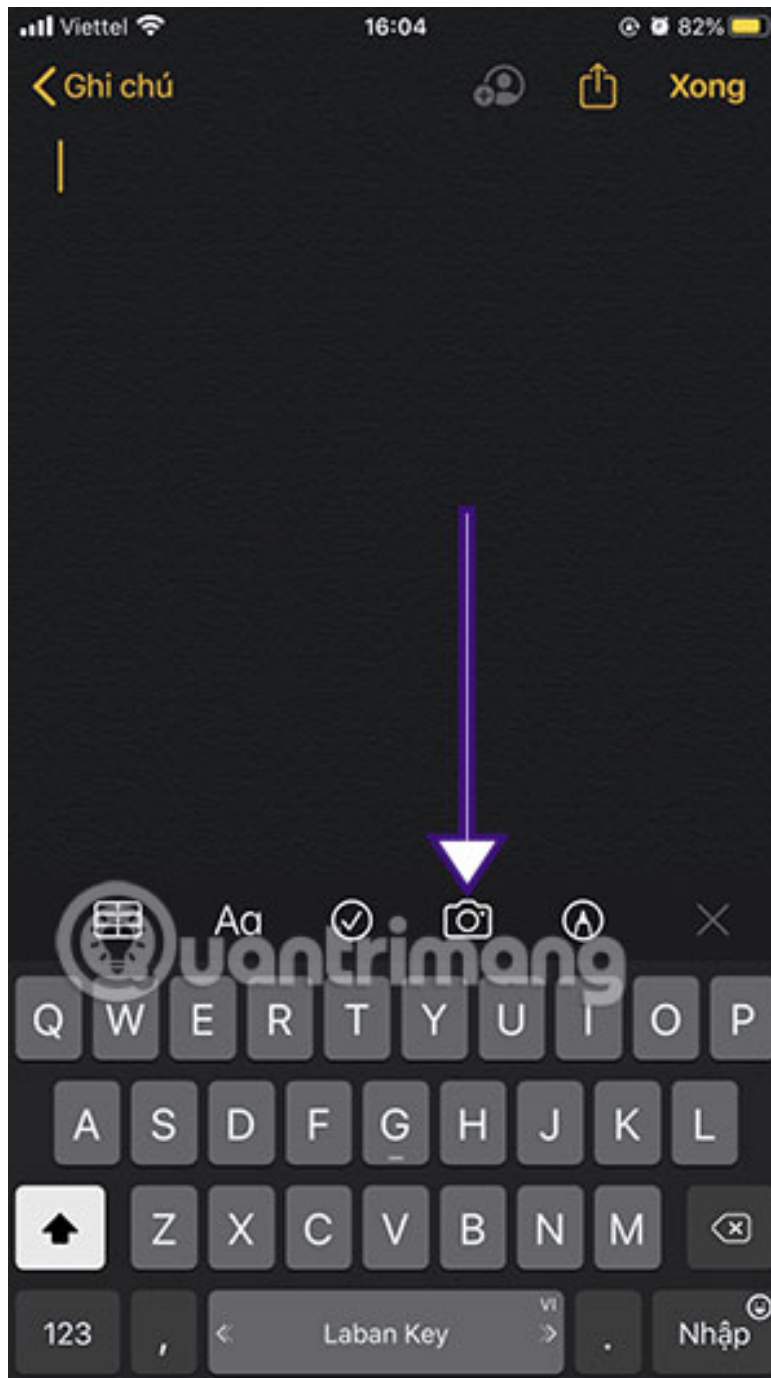 Viettel 16:04 82%
Ghi chú Xong
Aa
Quantrimang
Q W E R T Y U I O P
A S D F G H J K L
Z X C V B N M
123 , Laban Key VI . Nhập